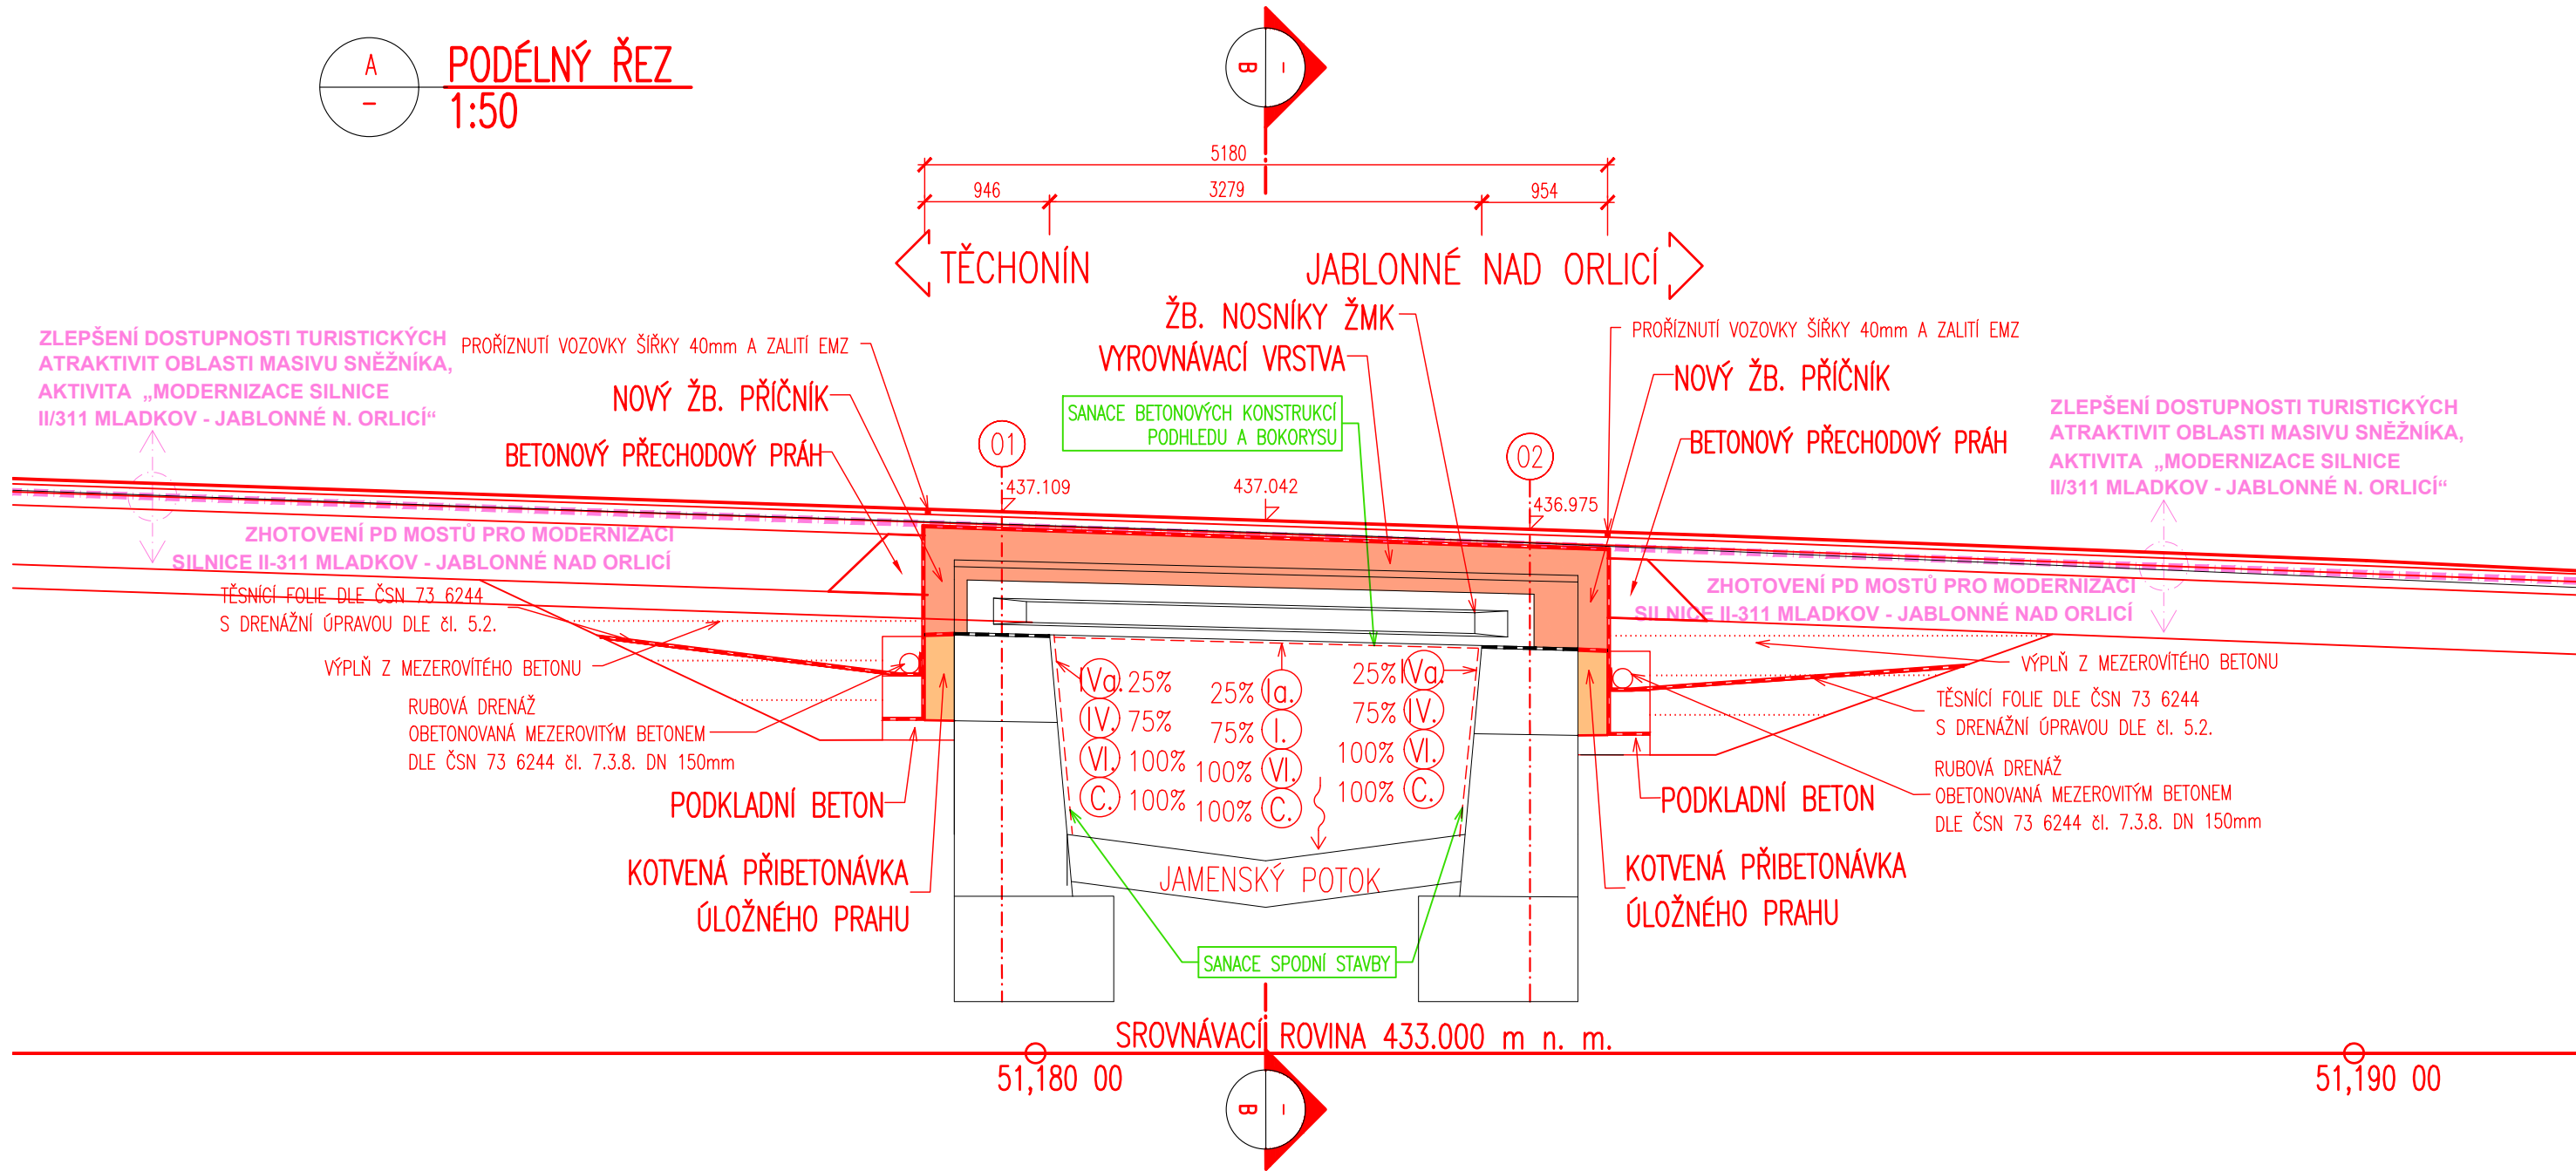 A
–
PODÉLNÝ ŘEZ
1:50
B
–
5180
946
3279
954
TĚCHONÍN
JABLONNÉ NAD ORLICÍ
ŽB. NOSNÍKY ŽMK
VYROVNÁVACÍ VRSTVA
SANACE BETONOVÝCH KONSTRUKCÍ
PODHLEDU A BOKORYSU
ZLEPŠENÍ DOSTUPNOSTI TURISTICKÝCH
ATRAKTIVIT OBLASTI MASIVU SNĚŽNÍKA,
AKTIVITA „MODERNIZACE SILNICE
II/311 MLADKOV - JABLONNÉ N. ORLICÍ“
PROŘÍZNUTÍ VOZOVKY ŠÍŘKY 40mm A ZALITÍ EMZ
NOVÝ ŽB. PŘÍČNÍK
BETONOVÝ PŘECHODOVÝ PRÁH
PROŘÍZNUTÍ VOZOVKY ŠÍŘKY 40mm A ZALITÍ EMZ
NOVÝ ŽB. PŘÍČNÍK
BETONOVÝ PŘECHODOVÝ PRÁH
ZLEPŠENÍ DOSTUPNOSTI TURISTICKÝCH
ATRAKTIVIT OBLASTI MASIVU SNĚŽNÍKA,
AKTIVITA „MODERNIZACE SILNICE
II/311 MLADKOV - JABLONNÉ N. ORLICÍ“
01
02
437.109
437.042
436.975
ZHOTOVENÍ PD MOSTŮ PRO MODERNIZACI
SILNICE II-311 MLADKOV - JABLONNÉ NAD ORLICÍ
ZHOTOVENÍ PD MOSTŮ PRO MODERNIZACI
SILNICE II-311 MLADKOV - JABLONNÉ NAD ORLICÍ
TĚSNÍCÍ FOLIE DLE ČSN 73 6244
S DRENÁŽNÍ ÚPRAVOU DLE čl. 5.2.
VÝPLŇ Z MEZEROVÍTÉHO BETONU
RUBOVÁ DRENÁŽ
OBETONOVANÁ MEZEROVITÝM BETONEM
DLE ČSN 73 6244 čl. 7.3.8. DN 150mm
PODKLADNÍ BETON
KOTVENÁ PŘIBETONÁVKA
ÚLOŽNÉHO PRAHU
IVa. 25%
IV. 75%
VI. 100%
C. 100%
25% Ia.
75% I.
100% VI.
100% C.
25% IVa.
75% IV.
100% VI.
100% C.
VÝPLŇ Z MEZEROVÍTÉHO BETONU
TĚSNÍCÍ FOLIE DLE ČSN 73 6244
S DRENÁŽNÍ ÚPRAVOU DLE čl. 5.2.
RUBOVÁ DRENÁŽ
OBETONOVANÁ MEZEROVITÝM BETONEM
DLE ČSN 73 6244 čl. 7.3.8. DN 150mm
PODKLADNÍ BETON
KOTVENÁ PŘIBETONÁVKA
ÚLOŽNÉHO PRAHU
JAMENSKÝ POTOK
SANACE SPODNÍ STAVBY
SROVNÁVACÍ ROVINA 433.000 m n. m.
51,180 00
51,190 00
B
–